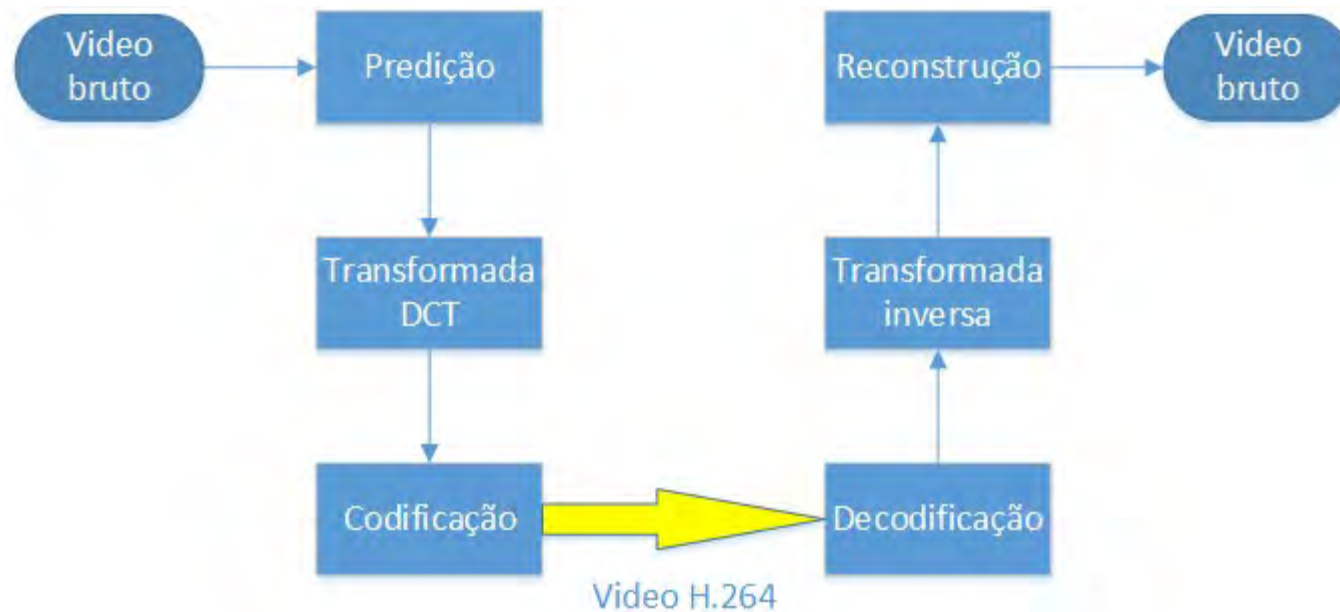 Video
bruto
Predição
Transformada
DCT
Codificação
Video H.264
Decodificação
Transformada
inversa
Reconstrução
Video
bruto